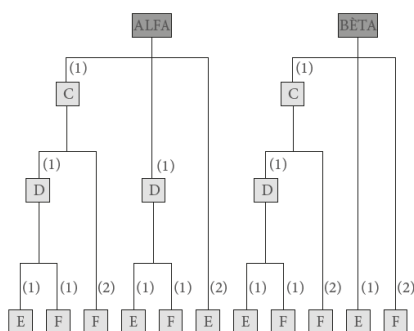 ALFA BÈTA
(1) (1)
C C
(1) (1) (1)
D D D
(1) (1) (2) (1) (1) (2) (1) (1) (2) (1) (2)
E F F E F E E F F E F